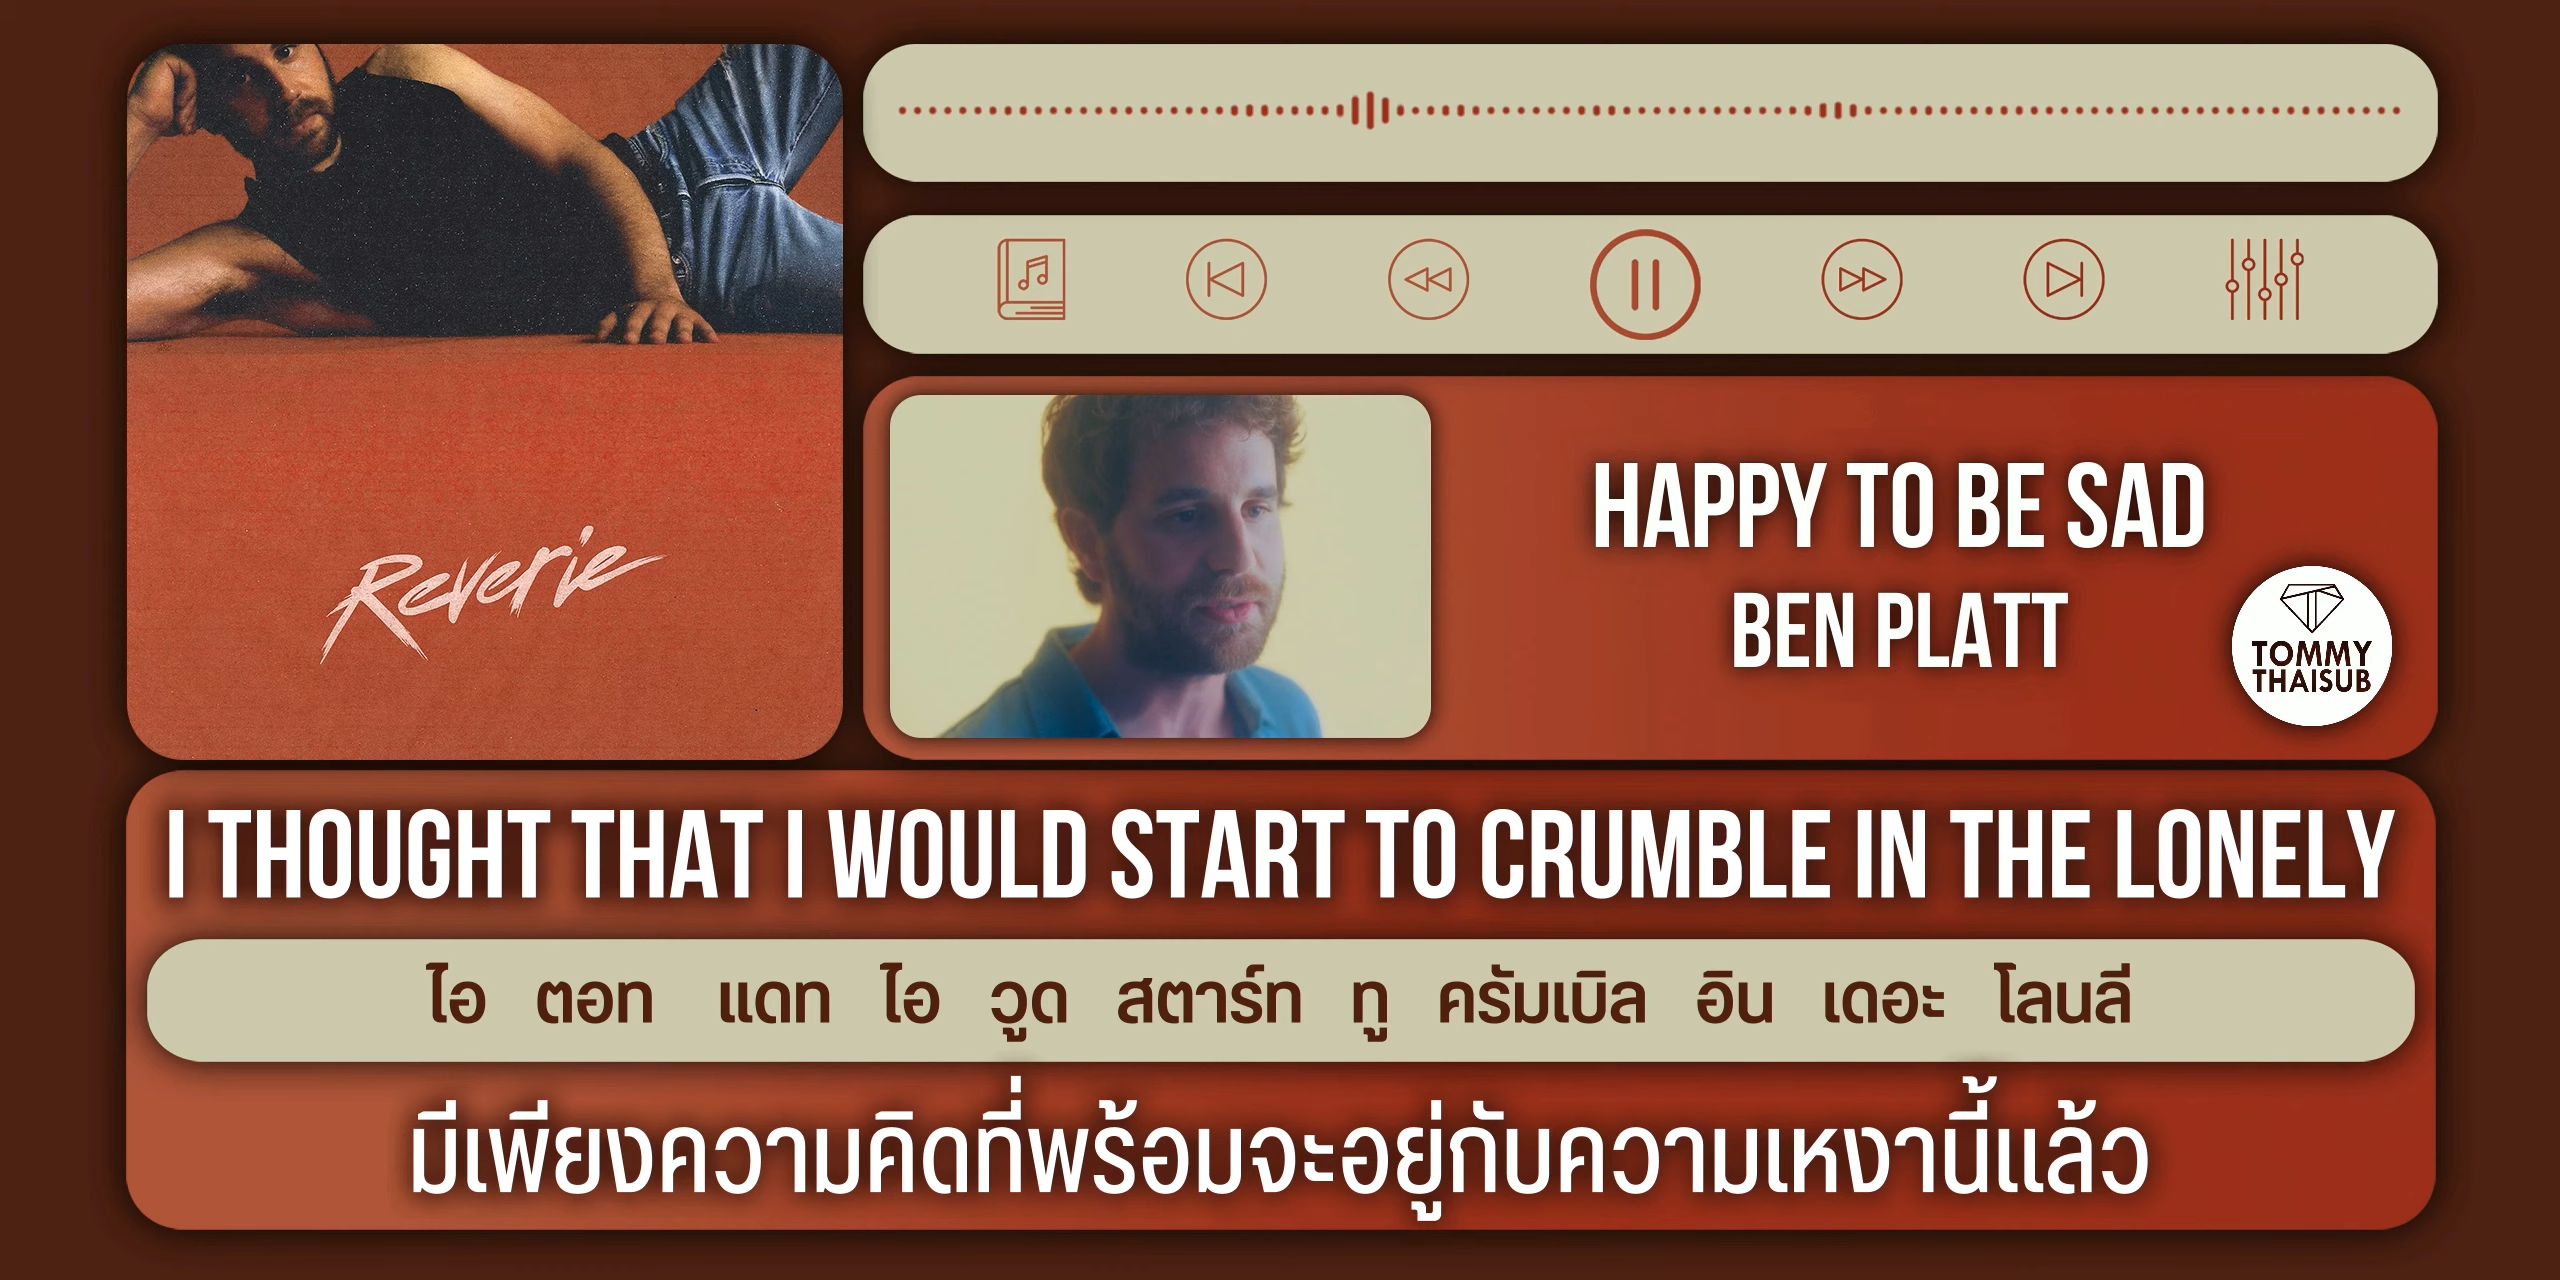 Reverie
HAPPY TO BE SAD
BEN PLATT
TOMMY
THAISUB
I THOUGHT THAT I WOULD START TO CRUMBLE IN THE LONELY
ไอ ตอท แดท ไอ วูด สตาร์ท ทู ครัมเบิล อิน เดอะ โลนลี
มีเพียงความคิดที่พร้อมจะอยู่กับความเหงานี้แล้ว